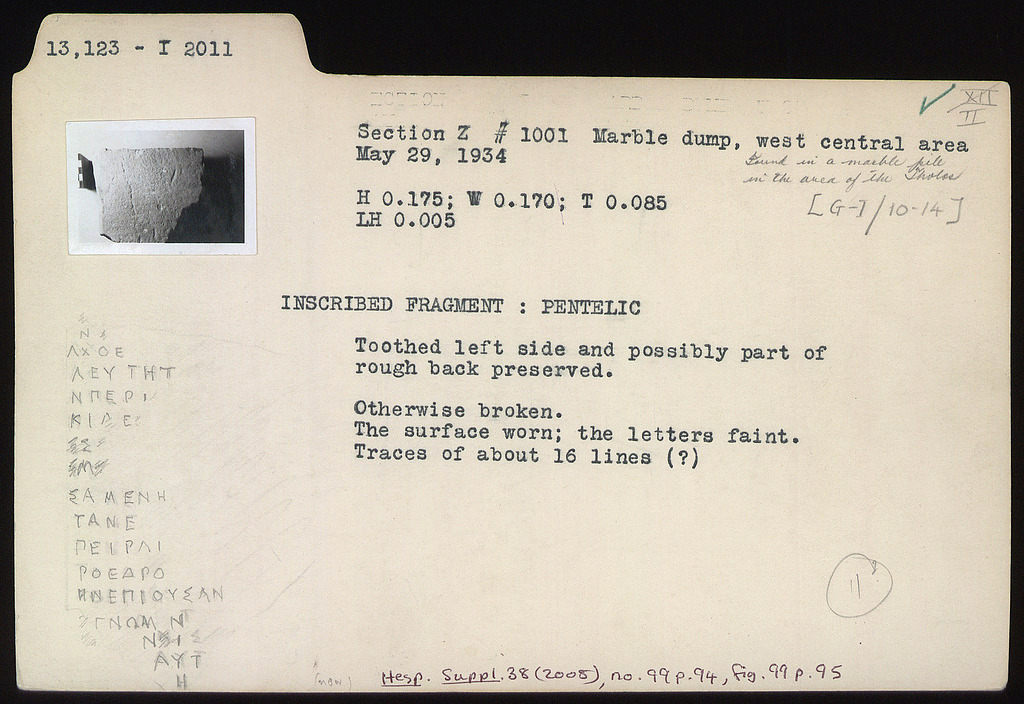 13,123 - I 2011
XII
II
Section Z # 1001 Marble dump, west central area
May 29, 1934
Found in a marble pile
in the area of the Tholos
H 0.175; W 0.170; T 0.085
[G-I/10-14]
LH 0.005
INSCRIBED FRAGMENT : PENTELIC
Toothed left side and possibly part of
rough back preserved.
Otherwise broken.
The surface worn; the letters faint.
Traces of about 16 lines (?)
Ν
ΛΧΟΕ
ΛΕΥΤΗΤ
ΝΠΕΡΙ
ΣΑΜΕΝΗ
ΤΑΝΕ
ΠΕΙΡΛΙ
ΡΟΕΔΡΟ
ΗΝΕΠΙΟΥΣΑΝ
ΓΝΩΜ Ν
ΑΥΤ
Η
11
(new)
Hesp. Suppl. 38 (2005), no. 99 p. 94, fig. 99 p. 95